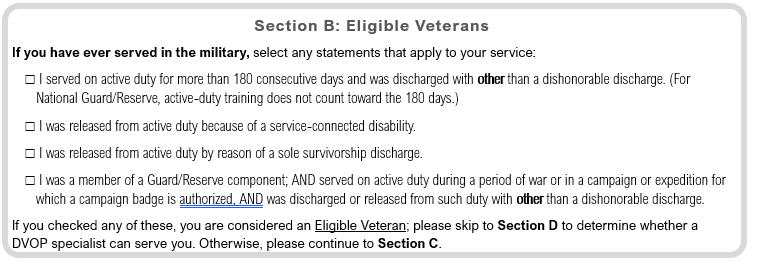 Section B: Eligible Veterans
If you have ever served in the military, select any statements that apply to your service:
☐ I served on active duty for more than 180 consecutive days and was discharged with other than a dishonorable discharge. (For
National Guard/Reserve, active-duty training does not count toward the 180 days.)
☐ I was released from active duty because of a service-connected disability.
☐ I was released from active duty by reason of a sole survivorship discharge.
☐ I was a member of a Guard/Reserve component; AND served on active duty during a period of war or in a campaign or expedition for
which a campaign badge is authorized, AND was discharged or released from such duty with other than a dishonorable discharge.
If you checked any of these, you are considered an Eligible Veteran; please skip to Section D to determine whether a
DVOP specialist can serve you. Otherwise, please continue to Section C.